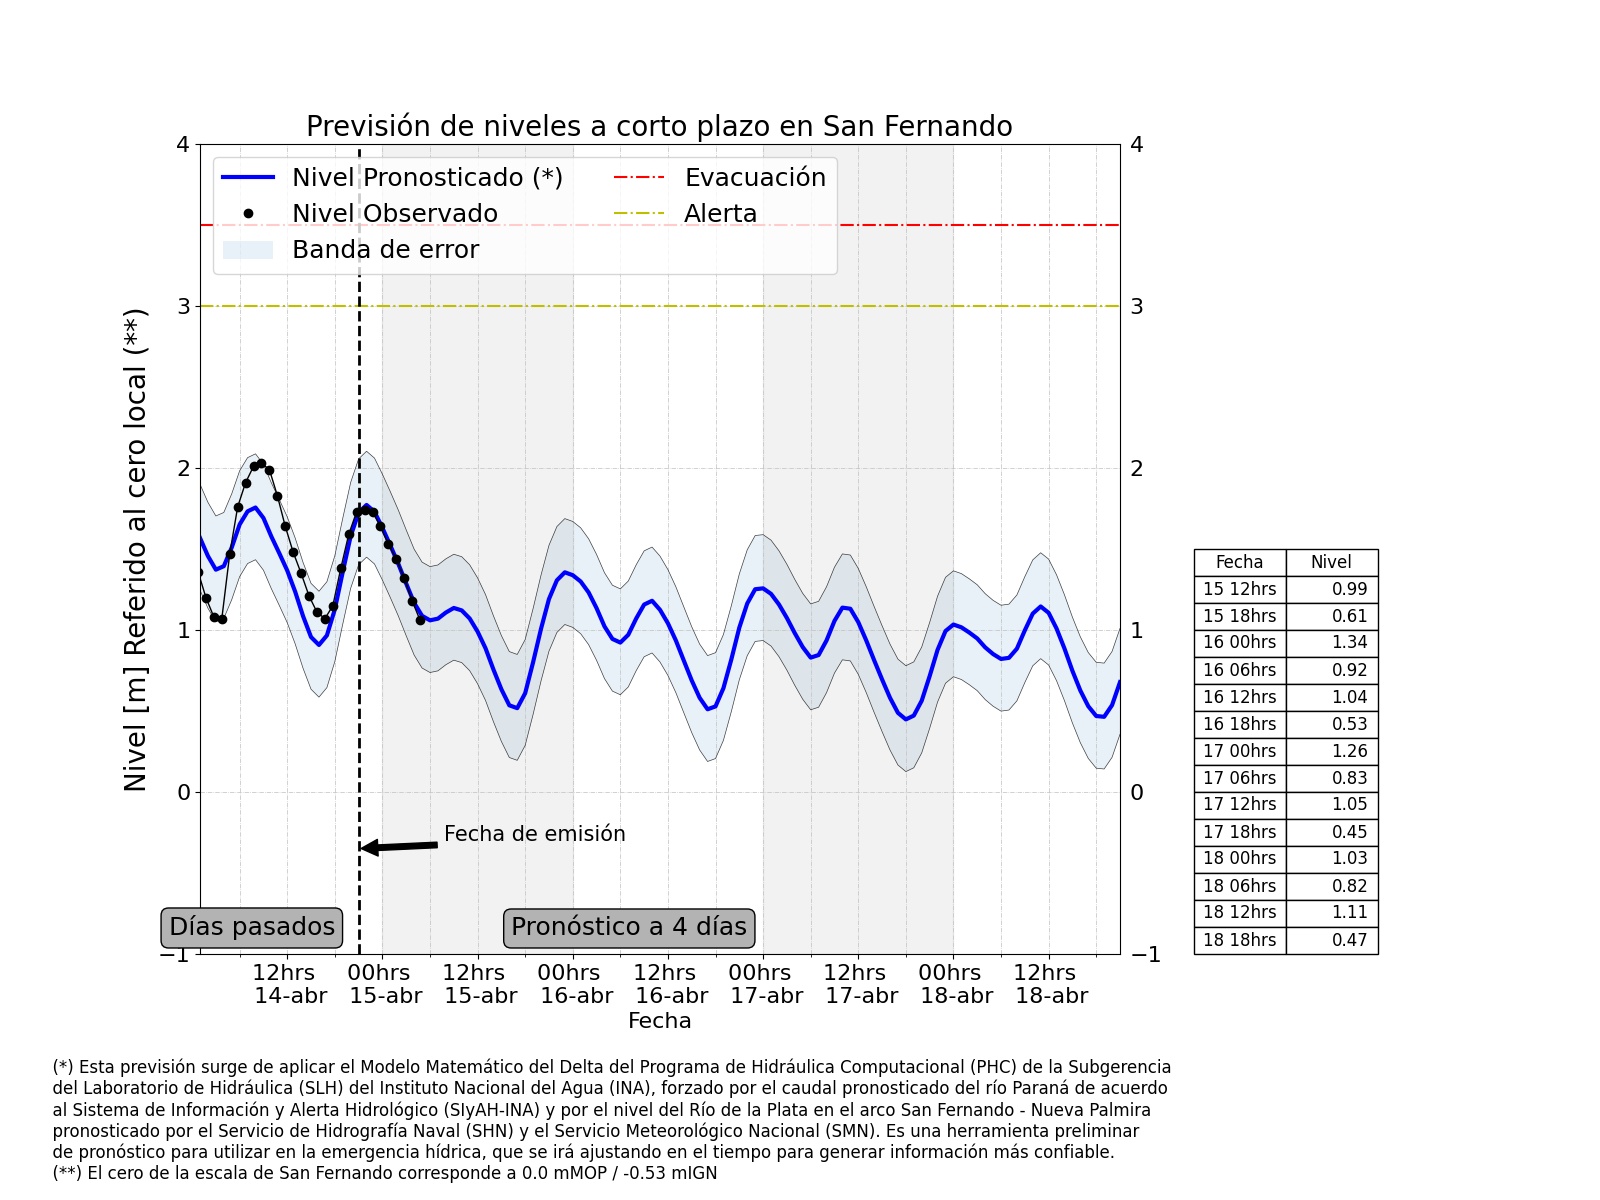 Previsión de niveles a corto plazo en San Fernando
Nivel Pronosticado (*)
Nivel Observado
Banda de error
Evacuación
Alerta
Nivel [m] Referido al cero local (**)
4
3
2
1
0
−1
4
3
2
1
0
−1
Fecha de emisión
Días pasados
Pronóstico a 4 días
12hrs
14-abr
00hrs
15-abr
12hrs
15-abr
00hrs
16-abr
12hrs
16-abr
00hrs
17-abr
12hrs
17-abr
00hrs
18-abr
12hrs
18-abr
Fecha
Fecha Nivel
15 12hrs 0.99
15 18hrs 0.61
16 00hrs 1.34
16 06hrs 0.92
16 12hrs 1.04
16 18hrs 0.53
17 00hrs 1.26
17 06hrs 0.83
17 12hrs 1.05
17 18hrs 0.45
18 00hrs 1.03
18 06hrs 0.82
18 12hrs 1.11
18 18hrs 0.47
(*) Esta previsión surge de aplicar el Modelo Matemático del Delta del Programa de Hidráulica Computacional (PHC) de la Subgerencia
del Laboratorio de Hidráulica (SLH) del Instituto Nacional del Agua (INA), forzado por el caudal pronosticado del río Paraná de acuerdo
al Sistema de Información y Alerta Hidrológico (SIyAH-INA) y por el nivel del Río de la Plata en el arco San Fernando - Nueva Palmira
pronosticado por el Servicio de Hidrografía Naval (SHN) y el Servicio Meteorológico Nacional (SMN). Es una herramienta preliminar
de pronóstico para utilizar en la emergencia hídrica, que se irá ajustando en el tiempo para generar información más confiable.
(**) El cero de la escala de San Fernando corresponde a 0.0 mMOP / -0.53 mIGN